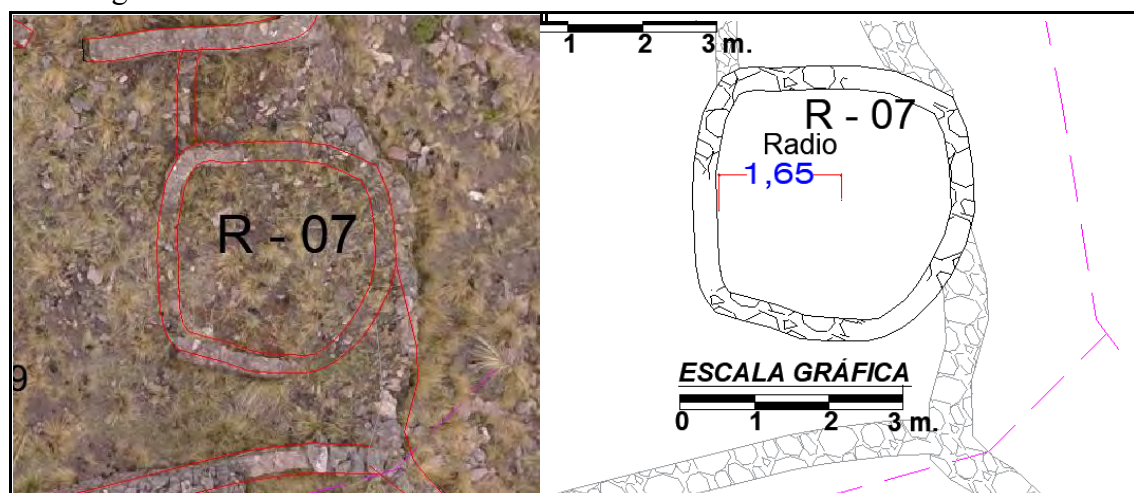 R - 07
9
1 2 3 m.
R - 07
Radio
1,65
ESCALA GRÁFICA
0 1 2 3 m.